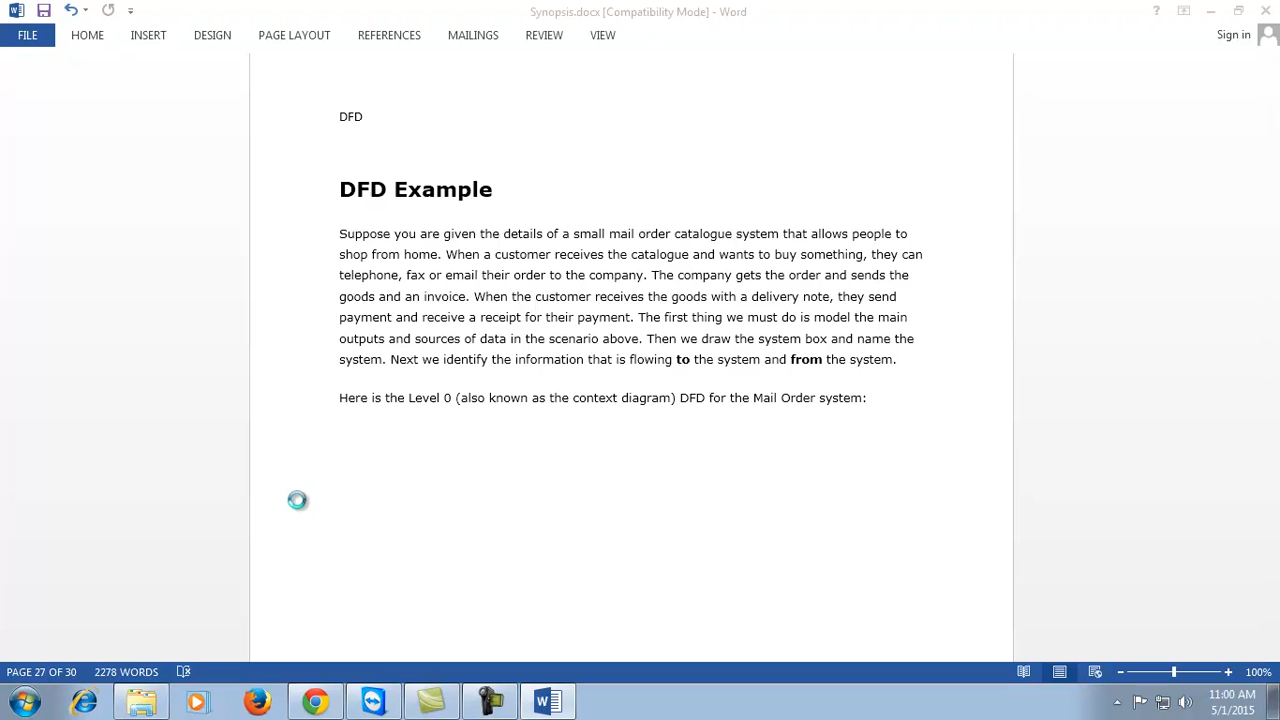 Synopsis.docx [Compatibility Mode] - Word
?
FILE HOME INSERT DESIGN PAGE LAYOUT REFERENCES MAILINGS REVIEW VIEW Sign in
DFD
DFD Example
Suppose you are given the details of a small mail order catalogue system that allows people to
shop from home. When a customer receives the catalogue and wants to buy something, they can
telephone, fax or email their order to the company. The company gets the order and sends the
goods and an invoice. When the customer receives the goods with a delivery note, they send
payment and receive a receipt for their payment. The first thing we must do is model the main
outputs and sources of data in the scenario above. Then we draw the system box and name the
system. Next we identify the information that is flowing to the system and from the system.
Here is the Level 0 (also known as the context diagram) DFD for the Mail Order system:
PAGE 27 OF 30 2278 WORDS 100%
11:00 AM
5/1/2015